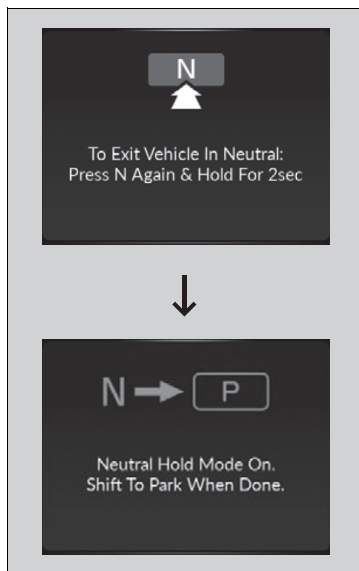 N
To Exit Vehicle In Neutral:
Press N Again & Hold For 2sec
N P
Neutral Hold Mode On.
Shift To Park When Done.